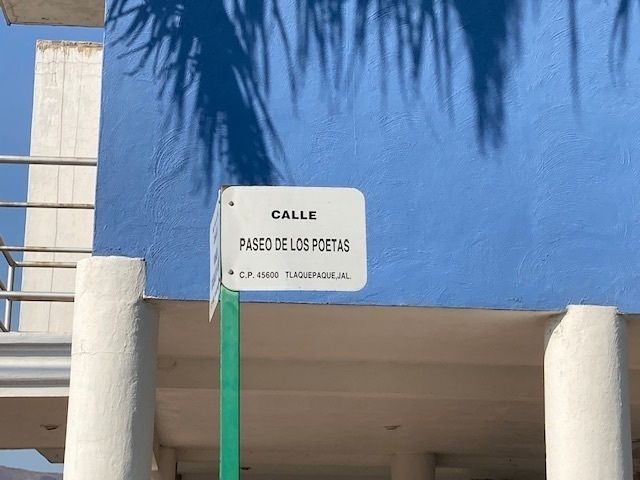 CALLE
PASEO DE LOS POETAS
C.P. 45600 TLAQUEPAQUE,JAL.